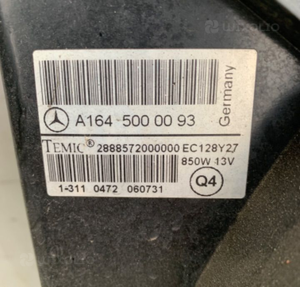 A164 500 00 93
Germany
TEMIC® 2888572000000 EC128Y27
850W 13V
1-311 0472 060731
Q4